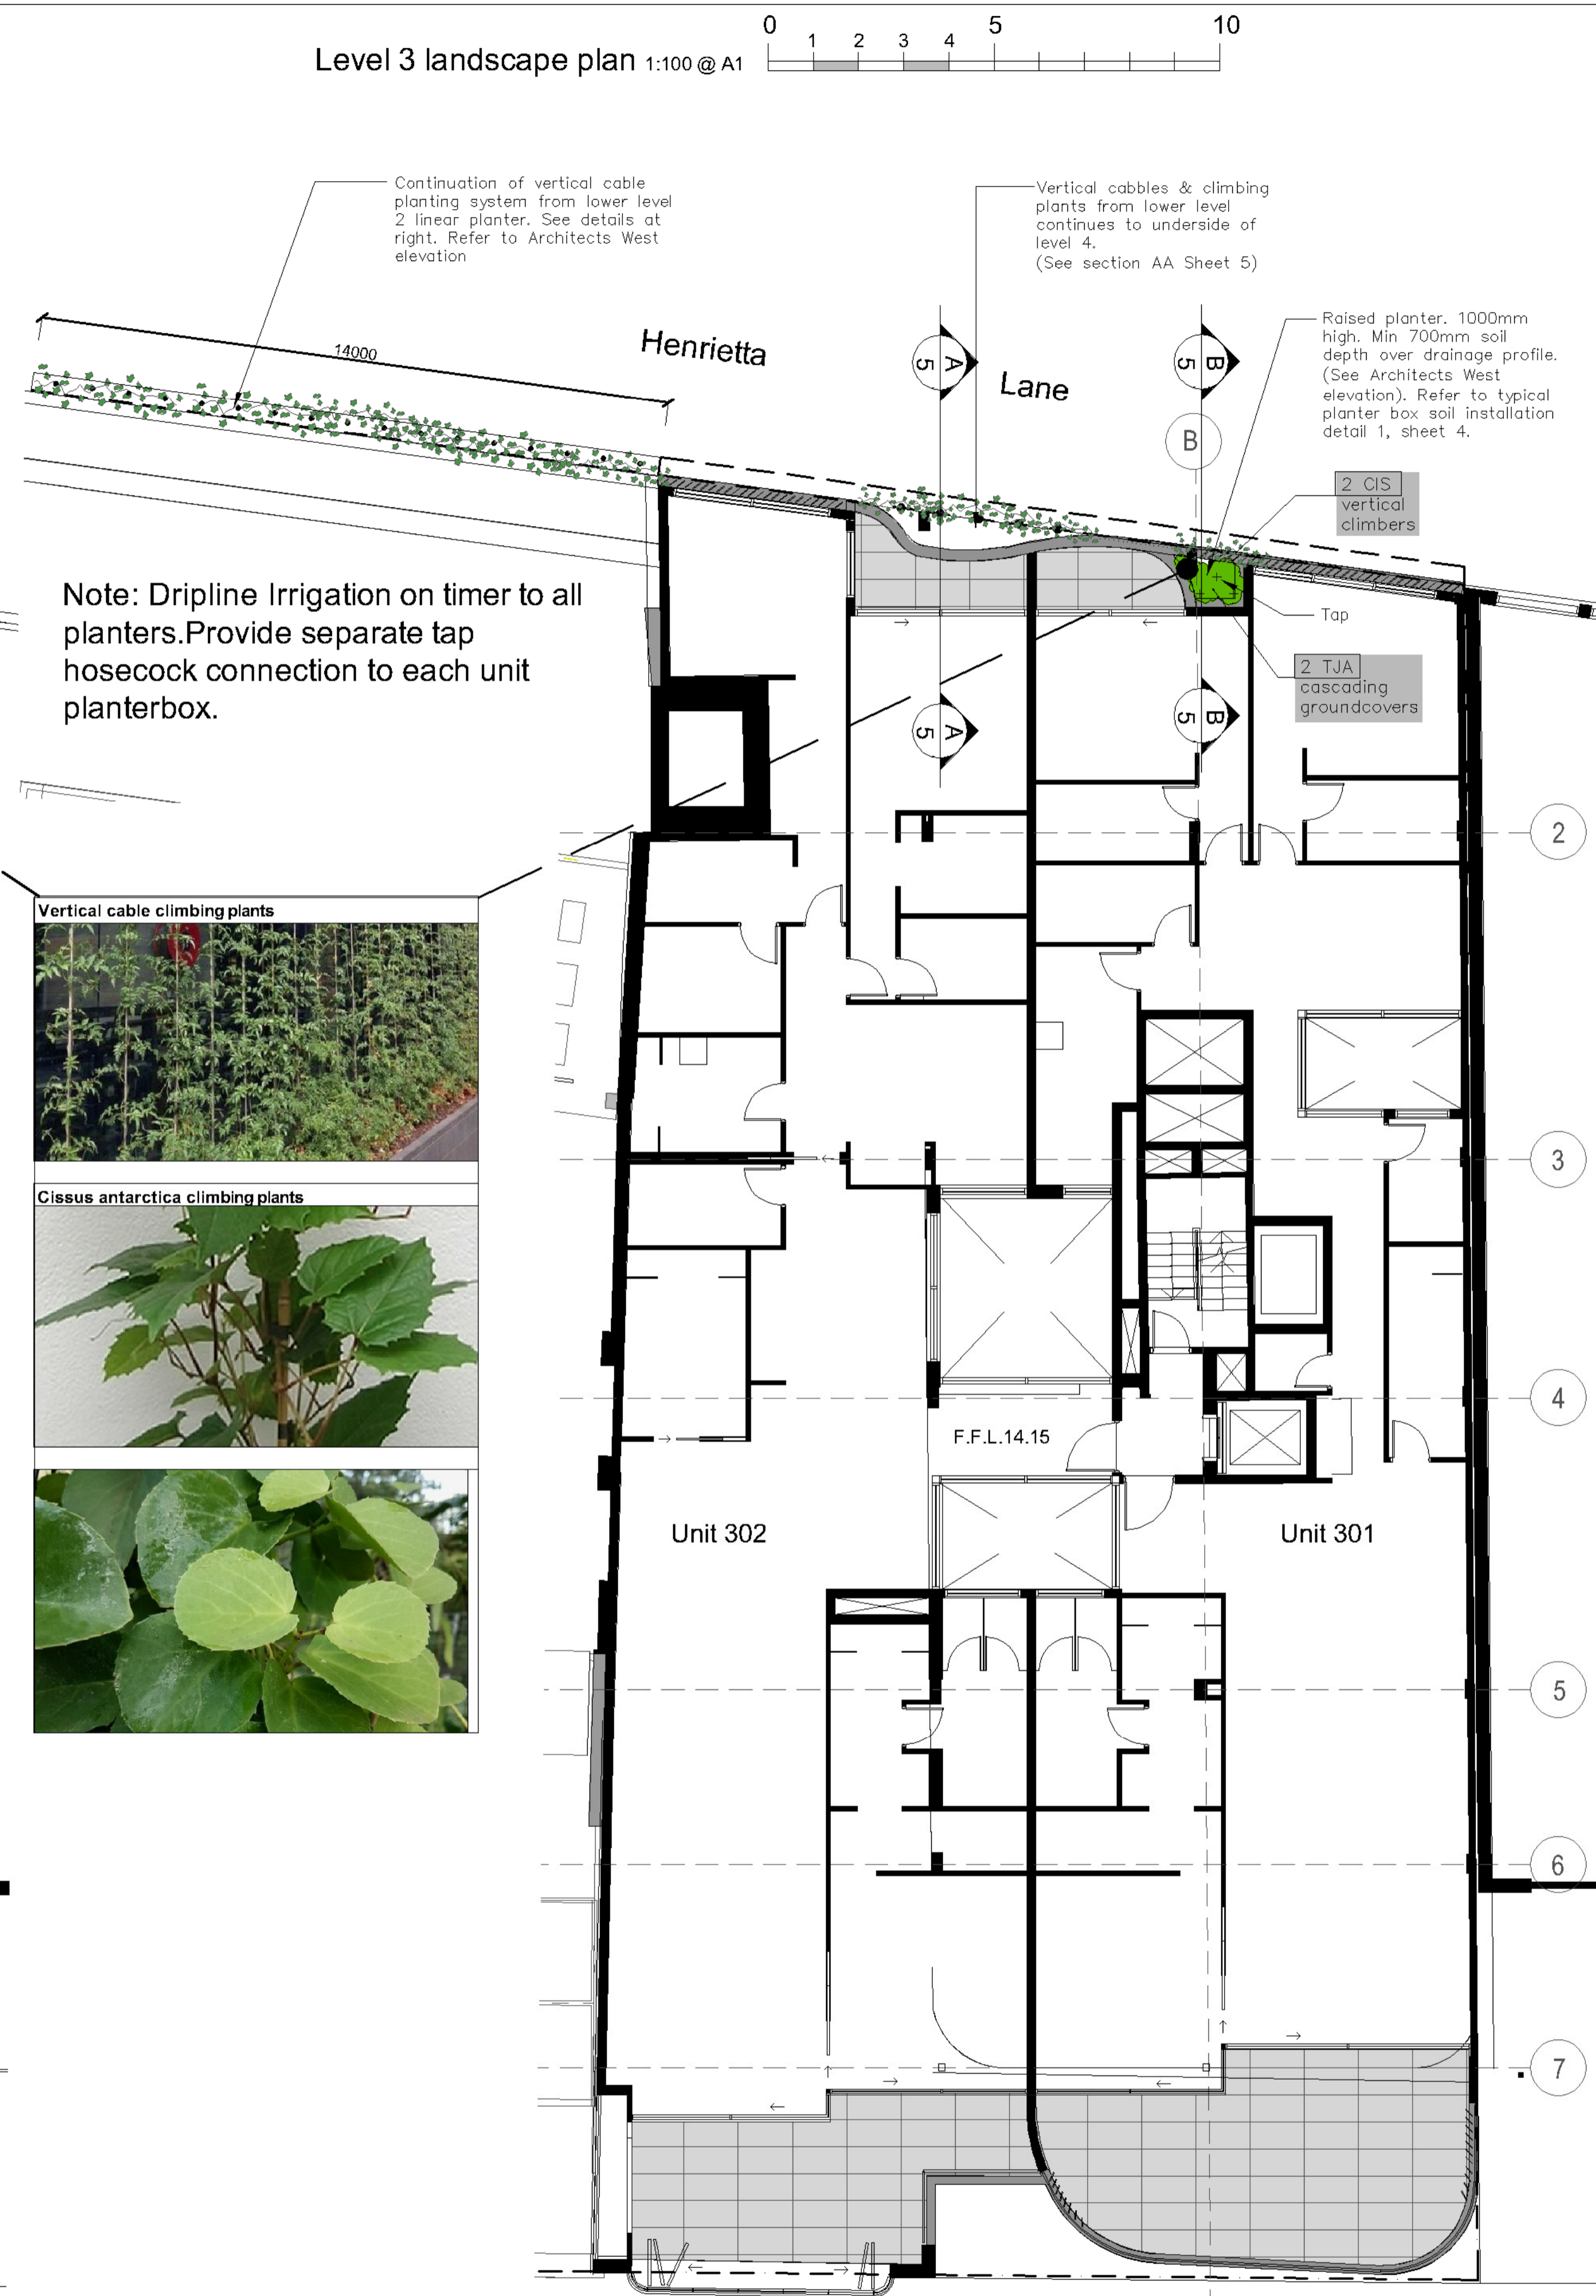 Level 3 landscape plan 1:100 @ A1
0
1
2
3
4
5
10
Continuation of vertical cable
planting system from lower level
2 linear planter. See details at
right. Refer to Architects West
elevation
Vertical cabbles & climbing
plants from lower level
continues to underside of
level 4.
(See section AA Sheet 5)
Raised planter. 1000mm
high. Min 700mm soil
depth over drainage profile.
(See Architects West
elevation). Refer to typical
planter box soil installation
detail 1, sheet 4.
14000
Henrietta
Lane
A
5
B
5
B
2 CIS
vertical
climbers
Tap
2 TJA
cascading
groundcovers
Note: Dripline Irrigation on timer to all
planters.Provide separate tap
hosecock connection to each unit
planterbox.
A
5
B
5
2
Vertical cable climbing plants
3
Cissus antarctica climbing plants
4
F.F.L.14.15
Unit 302
Unit 301
5
6
7